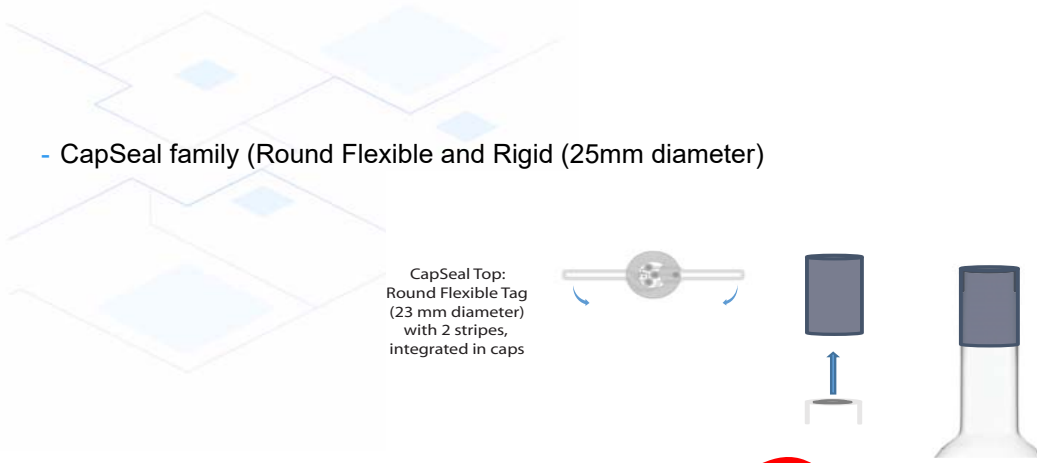 - CapSeal family (Round Flexible and Rigid (25mm diameter)
CapSeal Top:
Round Flexible Tag
(23 mm diameter)
with 2 stripes,
integrated in caps